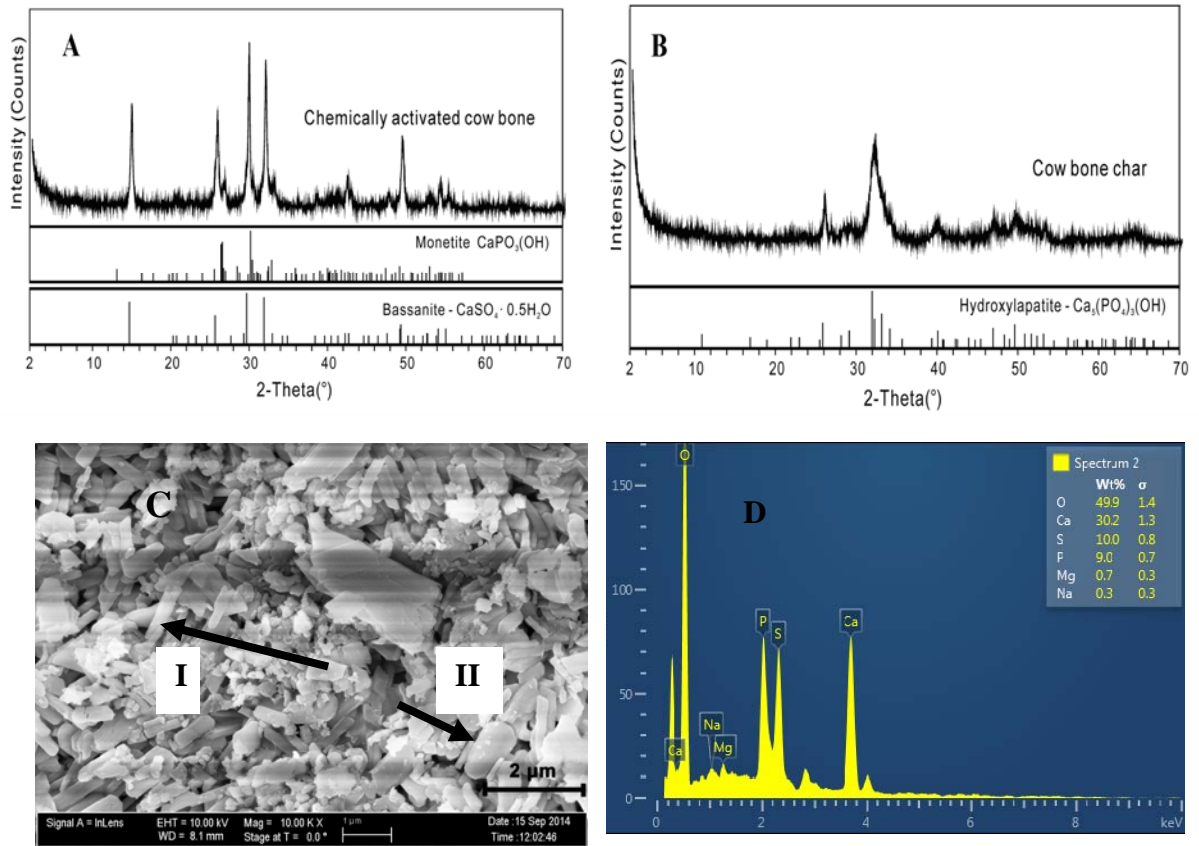 A
Chemically activated cow bone
Intensity (Counts)
Monetite CaPO₃(OH)
Bassanite - CaSO₄· 0.5H₂O
2 10 20 30 40 50 60 70
2-Theta(°)
B
Cow bone char
Intensity (Counts)
Hydroxylapatite - Ca₅(PO₄)₃(OH)
2 10 20 30 40 50 60 70
2-Theta(°)
C
I
II
2 µm
Signal A = InLens EHT = 10.00 kV Mag = 10.00 K X 1 µm Date :15 Sep 2014
WD = 8.1 mm Stage at T = 0.0 ° Time :12:02:46
D
Spectrum 2
Wt% σ
O 49.9 1.4
Ca 30.2 1.3
S 10.0 0.8
P 9.0 0.7
Mg 0.7 0.3
Na 0.3 0.3
150
100
50
0
O
P
S
Ca
Na
Mg
Ca
0 2 4 6 8 keV